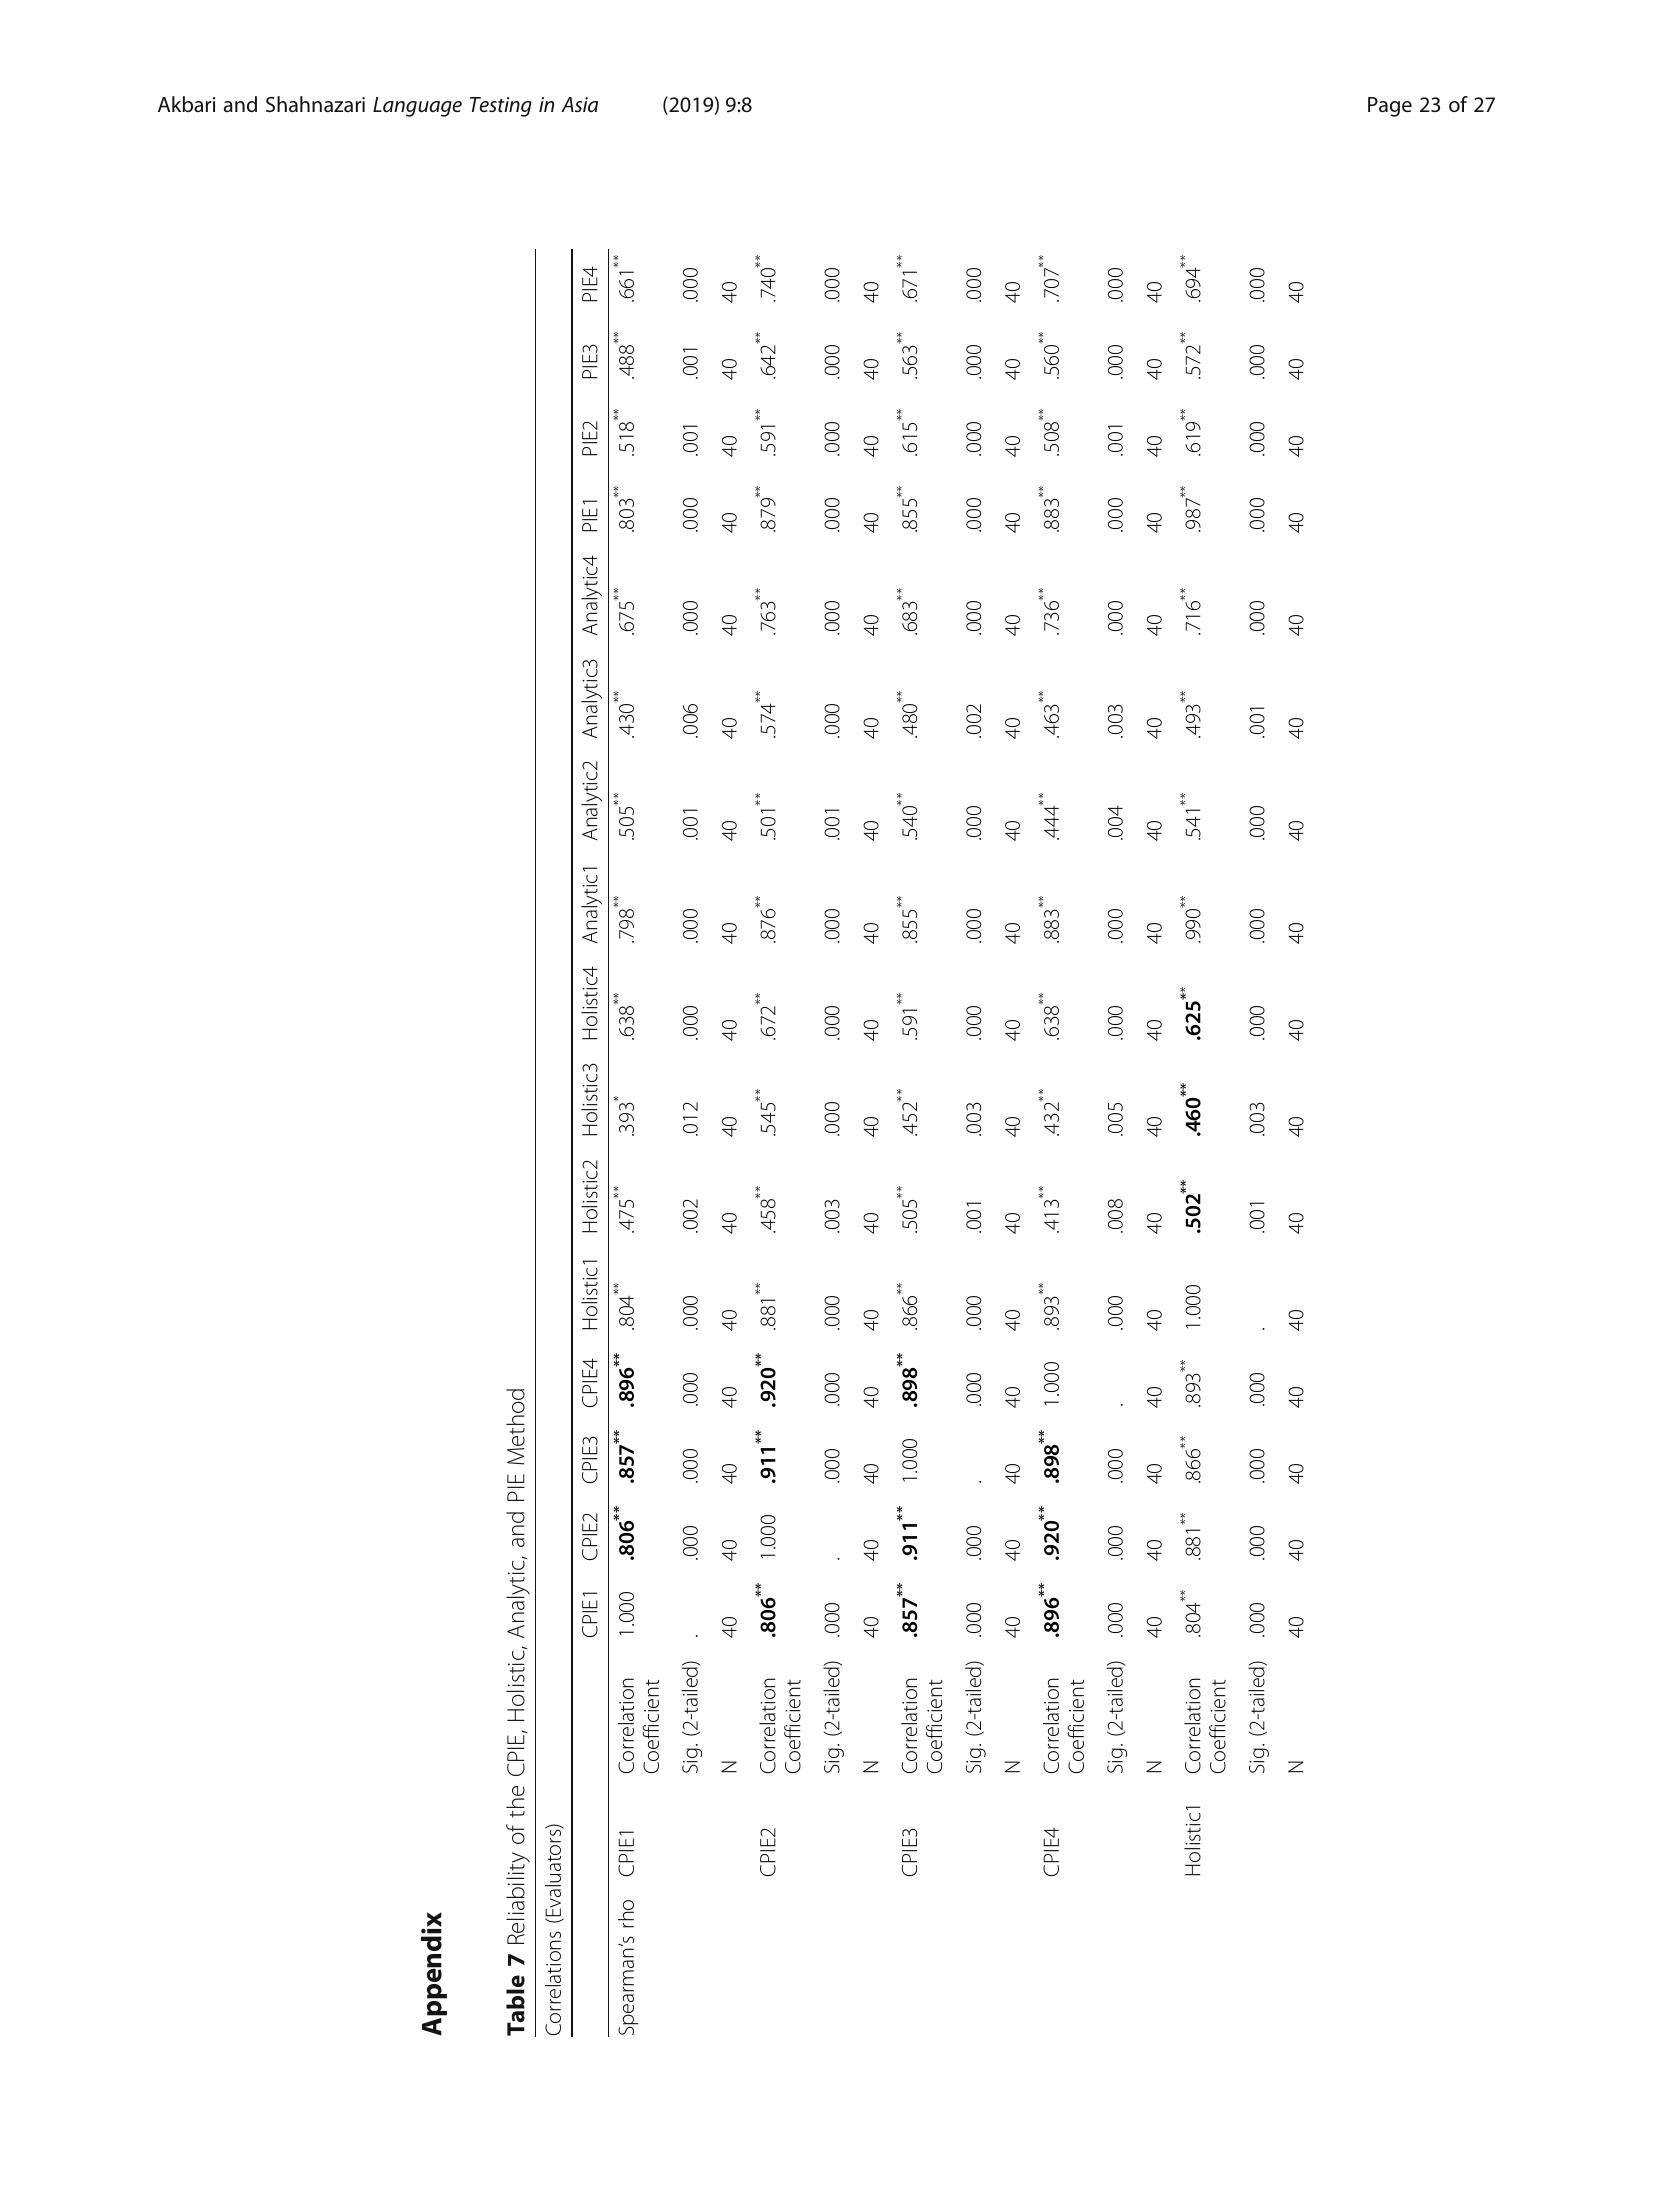 Akbari and Shahnazari Language Testing in Asia (2019) 9:8 Page 23 of 27
Appendix
Table 7 Reliability of the CPIE, Holistic, Analytic, and PIE Method
Correlations (Evaluators)
CPIE1 CPIE2 CPIE3 CPIE4 Holistic1 Holistic2 Holistic3 Holistic4 Analytic1 Analytic2 Analytic3 Analytic4 PIE1 PIE2 PIE3 PIE4
Spearman's rho CPIE1 Correlation 1.000 .806** .857** .896** .804** .475** .393* .638** .798** .505** .430** .675** .803** .518** .488** .661**
Coefficient
Sig. (2-tailed) . .000 .000 .000 .000 .002 .012 .000 .000 .001 .006 .000 .000 .001 .001 .000
N 40 40 40 40 40 40 40 40 40 40 40 40 40 40 40 40
CPIE2 Correlation .806** 1.000 .911** .920** .881** .458** .545** .672** .876** .501** .574** .763** .879** .591** .642** .740**
Coefficient
Sig. (2-tailed) .000 . .000 .000 .000 .003 .000 .000 .000 .001 .000 .000 .000 .000 .000 .000
N 40 40 40 40 40 40 40 40 40 40 40 40 40 40 40 40
CPIE3 Correlation .857** .911** 1.000 .898** .866** .505** .452** .591** .855** .540** .480** .683** .855** .615** .563** .671**
Coefficient
Sig. (2-tailed) .000 .000 . .000 .000 .001 .003 .000 .000 .000 .002 .000 .000 .000 .000 .000
N 40 40 40 40 40 40 40 40 40 40 40 40 40 40 40 40
CPIE4 Correlation .896** .920** .898** 1.000 .893** .413** .432** .638** .883** .444** .463** .736** .883** .508** .560** .707**
Coefficient
Sig. (2-tailed) .000 .000 .000 . .000 .008 .005 .000 .000 .004 .003 .000 .000 .001 .000 .000
N 40 40 40 40 40 40 40 40 40 40 40 40 40 40 40 40
Holistic1 Correlation .804** .881** .866** .893** 1.000 .502** .460** .625** .990** .541** .493** .716** .987** .619** .572** .694**
Coefficient
Sig. (2-tailed) .000 .000 .000 .000 . .001 .003 .000 .000 .000 .001 .000 .000 .000 .000 .000
N 40 40 40 40 40 40 40 40 40 40 40 40 40 40 40 40